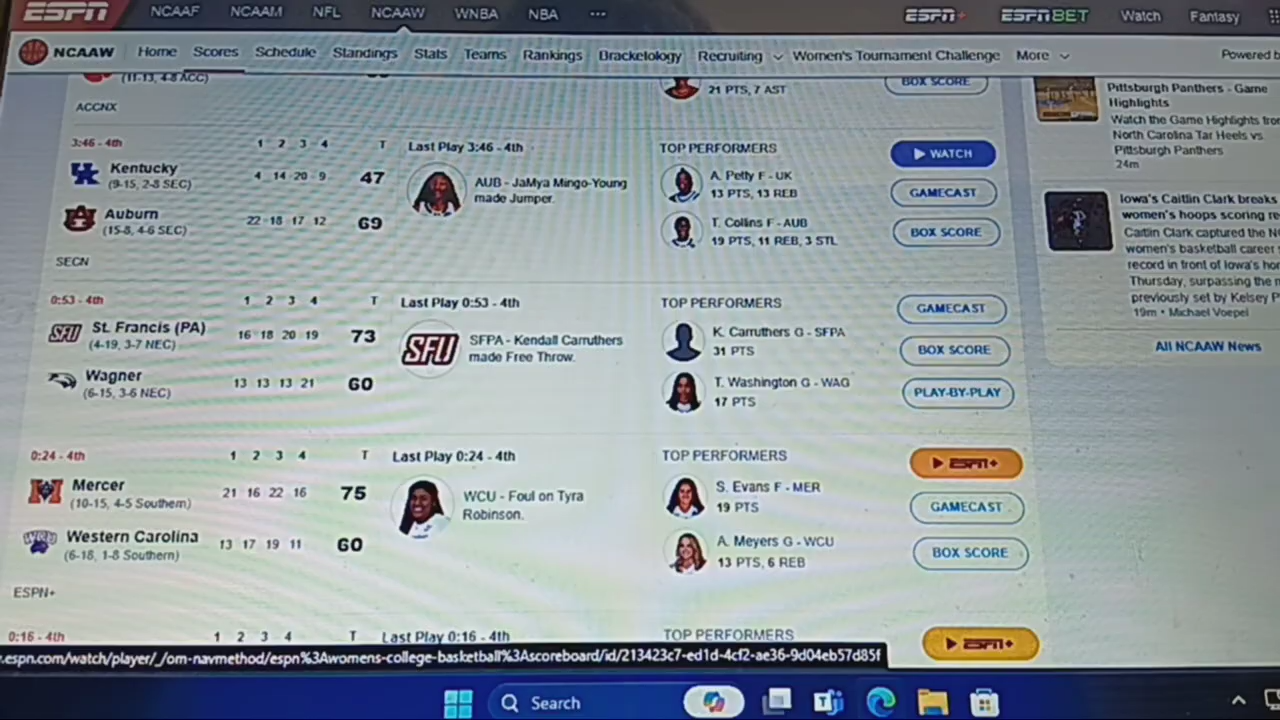 ESPN NCAAF NCAAM NFL NCAAW WNBA NBA ••• ESPN+ ESPN BET Watch Fantasy
NCAAW Home Scores Schedule Standings Stats Teams Rankings Bracketology Recruiting Women's Tournament Challenge More Powered b
(11-13, 4-8 ACC)
21 PTS, 7 AST
BOX SCORE
ACCNX
3:46 - 4th 1 2 3 4 T
Kentucky 4 14 20 9 47
(9-15, 2-8 SEC)
Auburn 22 18 17 12 69
(15-8, 4-6 SEC)
Last Play 3:46 - 4th
AUB - JaMya Mingo-Young
made Jumper.
TOP PERFORMERS
A. Petty F - UK
13 PTS, 13 REB
T. Collins F - AUB
19 PTS, 11 REB, 3 STL
WATCH
GAMECAST
BOX SCORE
SECN
0:53 - 4th 1 2 3 4 T
SFU St. Francis (PA) 16 18 20 19 73
(4-19, 3-7 NEC)
Wagner 13 13 13 21 60
(6-15, 3-6 NEC)
Last Play 0:53 - 4th
SFU
SFPA - Kendall Carruthers
made Free Throw.
TOP PERFORMERS
K. Carruthers G - SFPA
31 PTS
T. Washington G - WAG
17 PTS
GAMECAST
BOX SCORE
PLAY-BY-PLAY
0:24 - 4th 1 2 3 4 T
Mercer 21 16 22 16 75
(10-15, 4-5 Southern)
WCU Western Carolina 13 17 19 11 60
(6-18, 1-8 Southern)
Last Play 0:24 - 4th
WCU - Foul on Tyra
Robinson.
TOP PERFORMERS
S. Evans F - MER
19 PTS
A. Meyers G - WCU
13 PTS, 6 REB
ESPN+
GAMECAST
BOX SCORE
ESPN+
0:16 - 4th 1 2 3 4 T
Last Play 0:16 - 4th
TOP PERFORMERS
ESPN+
Pittsburgh Panthers - Game
Highlights
Watch the Game Highlights from
North Carolina Tar Heels vs.
Pittsburgh Panthers
24m
Iowa's Caitlin Clark breaks
women's hoops scoring re
Caitlin Clark captured the N
women's basketball career
record in front of Iowa's ho
Thursday, surpassing the
previously set by Kelsey P
19m • Michael Voepel
All NCAAW News
.espn.com/watch/player/_/om-navmethod/espn%3Awomens-college-basketball%3Ascoreboard/id/213423c7-ed1d-4cf2-ae36-9d04eb57d85f
Search